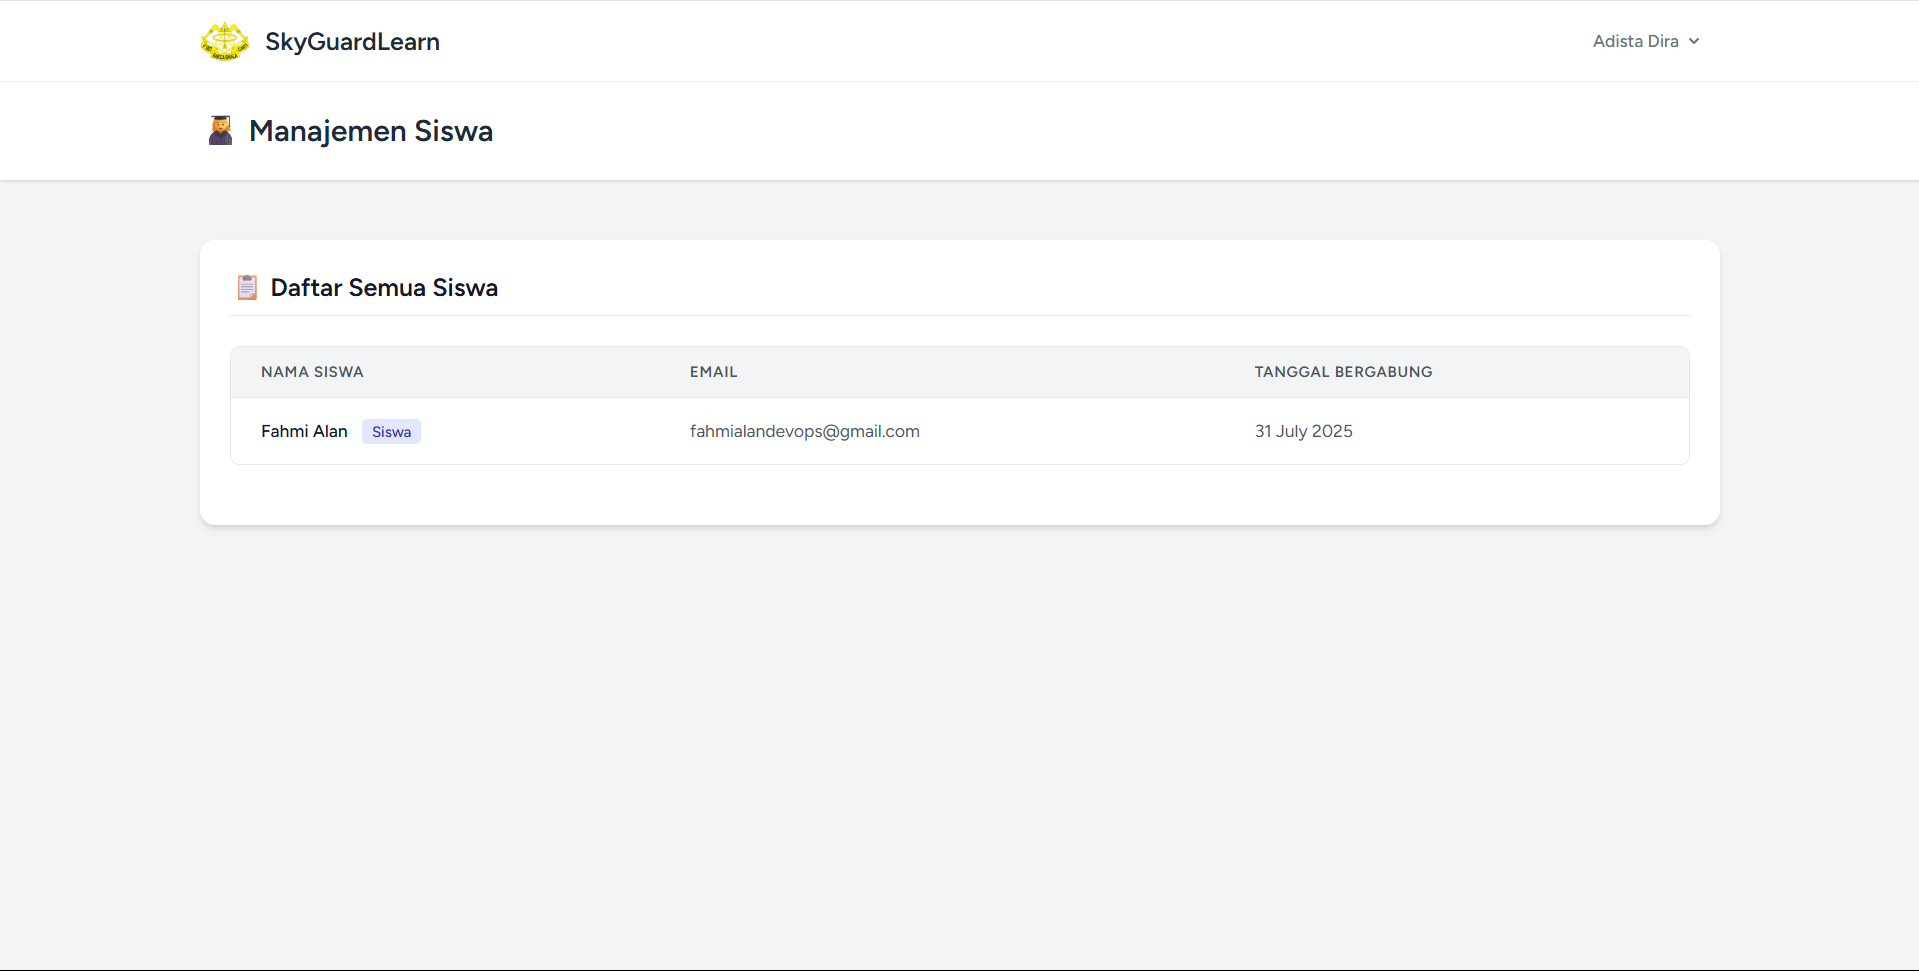 SkyGuardLearn
Adista Dira
Manajemen Siswa
Daftar Semua Siswa
NAMA SISWA EMAIL TANGGAL BERGABUNG
Fahmi Alan Siswa fahmialandevops@gmail.com 31 July 2025